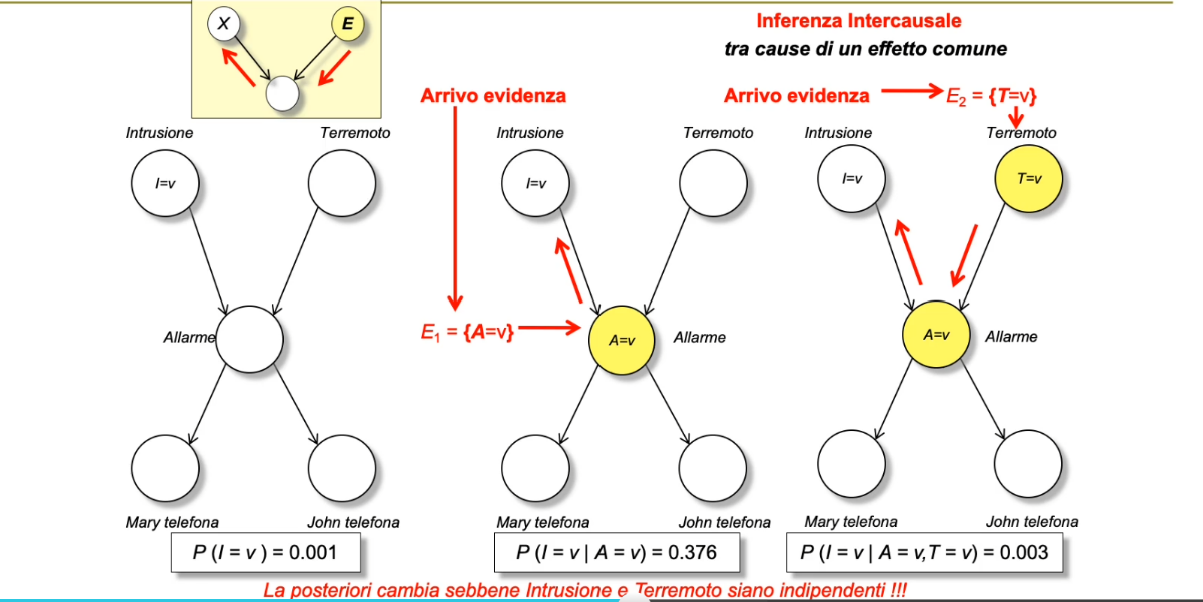 X E
Inferenza Intercausale
tra cause di un effetto comune
Arrivo evidenza
Arrivo evidenza
E₂ = {T=v}
Intrusione
Terremoto
I=v
Allarme
Mary telefona
John telefona
P (I = v ) = 0.001
Intrusione
Terremoto
I=v
E₁ = {A=v}
A=v
Allarme
Mary telefona
John telefona
P (I = v | A = v) = 0.376
Intrusione
Terremoto
I=v
T=v
A=v
Allarme
Mary telefona
John telefona
P (I = v | A = v,T = v) = 0.003
La posteriori cambia sebbene Intrusione e Terremoto siano indipendenti !!!